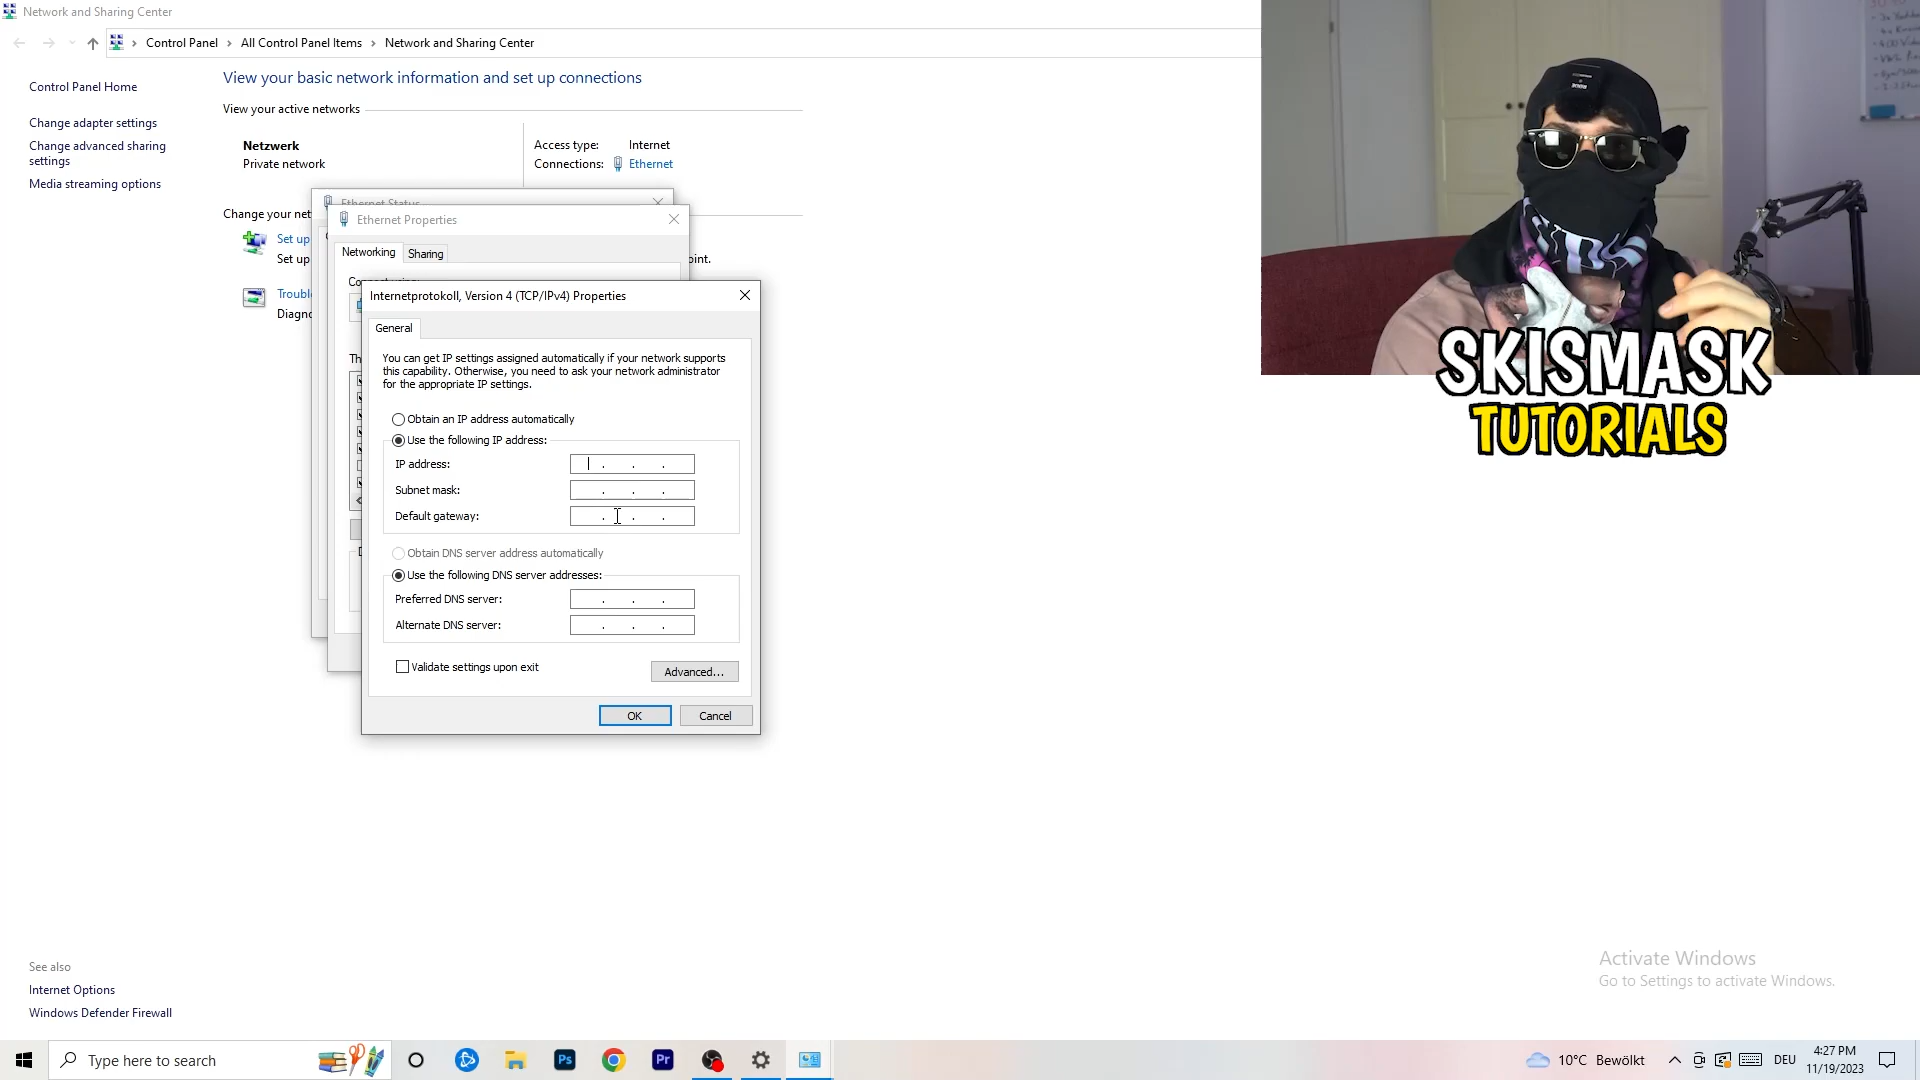 Network and Sharing Center
Control Panel
All Control Panel Items
Network and Sharing Center
Control Panel Home
Change adapter settings
Change advanced sharing
settings
Media streaming options
View your basic network information and set up connections
View your active networks
Netzwerk
Private network
Access type: Internet
Connections: Ethernet
Change your net
Set up
Set up
oint.
Troubl
Diagno
Ethernet Status
Ethernet Properties
Networking
Sharing
Internetprotokoll, Version 4 (TCP/IPv4) Properties
General
You can get IP settings assigned automatically if your network supports
this capability. Otherwise, you need to ask your network administrator
for the appropriate IP settings.
Obtain an IP address automatically
Use the following IP address:
IP address:
Subnet mask:
Default gateway:
Obtain DNS server address automatically
Use the following DNS server addresses:
Preferred DNS server:
Alternate DNS server:
Validate settings upon exit
Advanced...
OK
Cancel
SKISMASK
TUTORIALS
See also
Internet Options
Windows Defender Firewall
Activate Windows
Go to Settings to activate Windows.
Type here to search
Ps
Pr
10°C Bewölkt
DEU
4:27 PM
11/19/2023